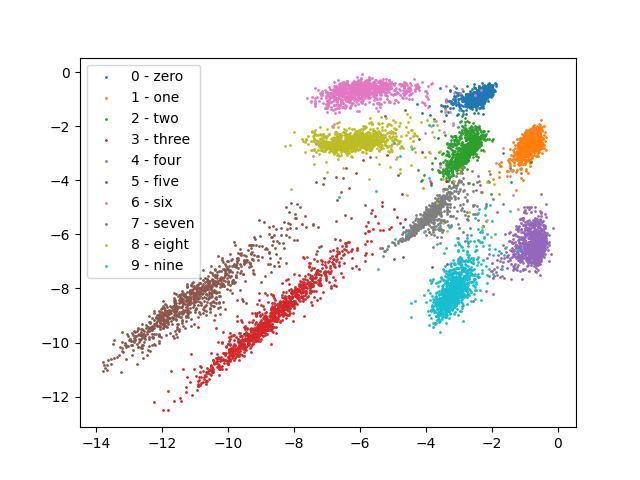 0 - zero
1 - one
2 - two
3 - three
4 - four
5 - five
6 - six
7 - seven
8 - eight
9 - nine
0
−2
−4
−6
−8
−10
−12
−14 −12 −10 −8 −6 −4 −2 0